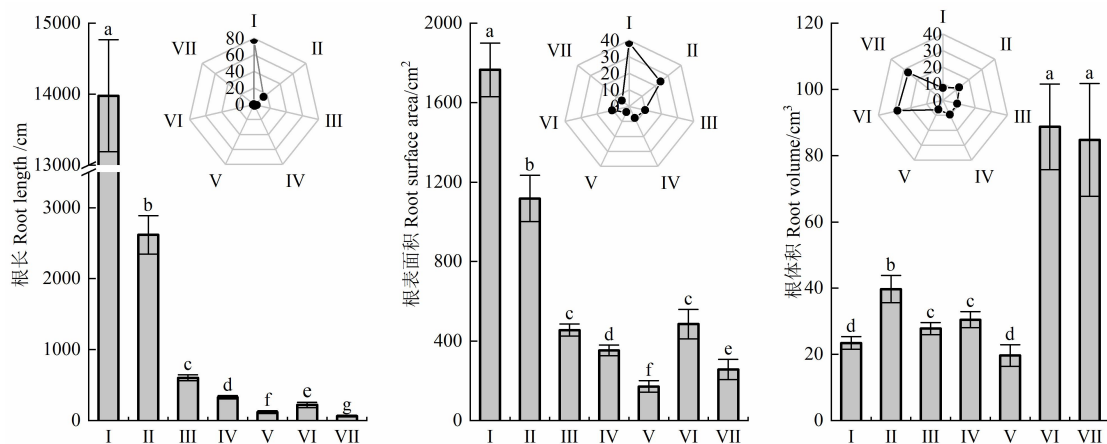 根长 Root length /cm
15000
14000
13000
3000
2000
1000
0
a
b
c
d
f
e
g
I
II
III
IV
V
VI
VII
80
60
40
20
0
I
II
III
IV
V
VI
VII
根表面积 Root surface area/cm²
2000
1600
1200
800
400
0
a
b
c
d
f
c
e
I
II
III
IV
V
VI
VII
40
30
20
10
0
I
II
III
IV
V
VI
VII
根体积 Root volume/cm³
120
100
80
60
40
20
0
d
b
c
c
d
a
a
I
II
III
IV
V
VI
VII
40
30
20
10
0
I
II
III
IV
V
VI
VII